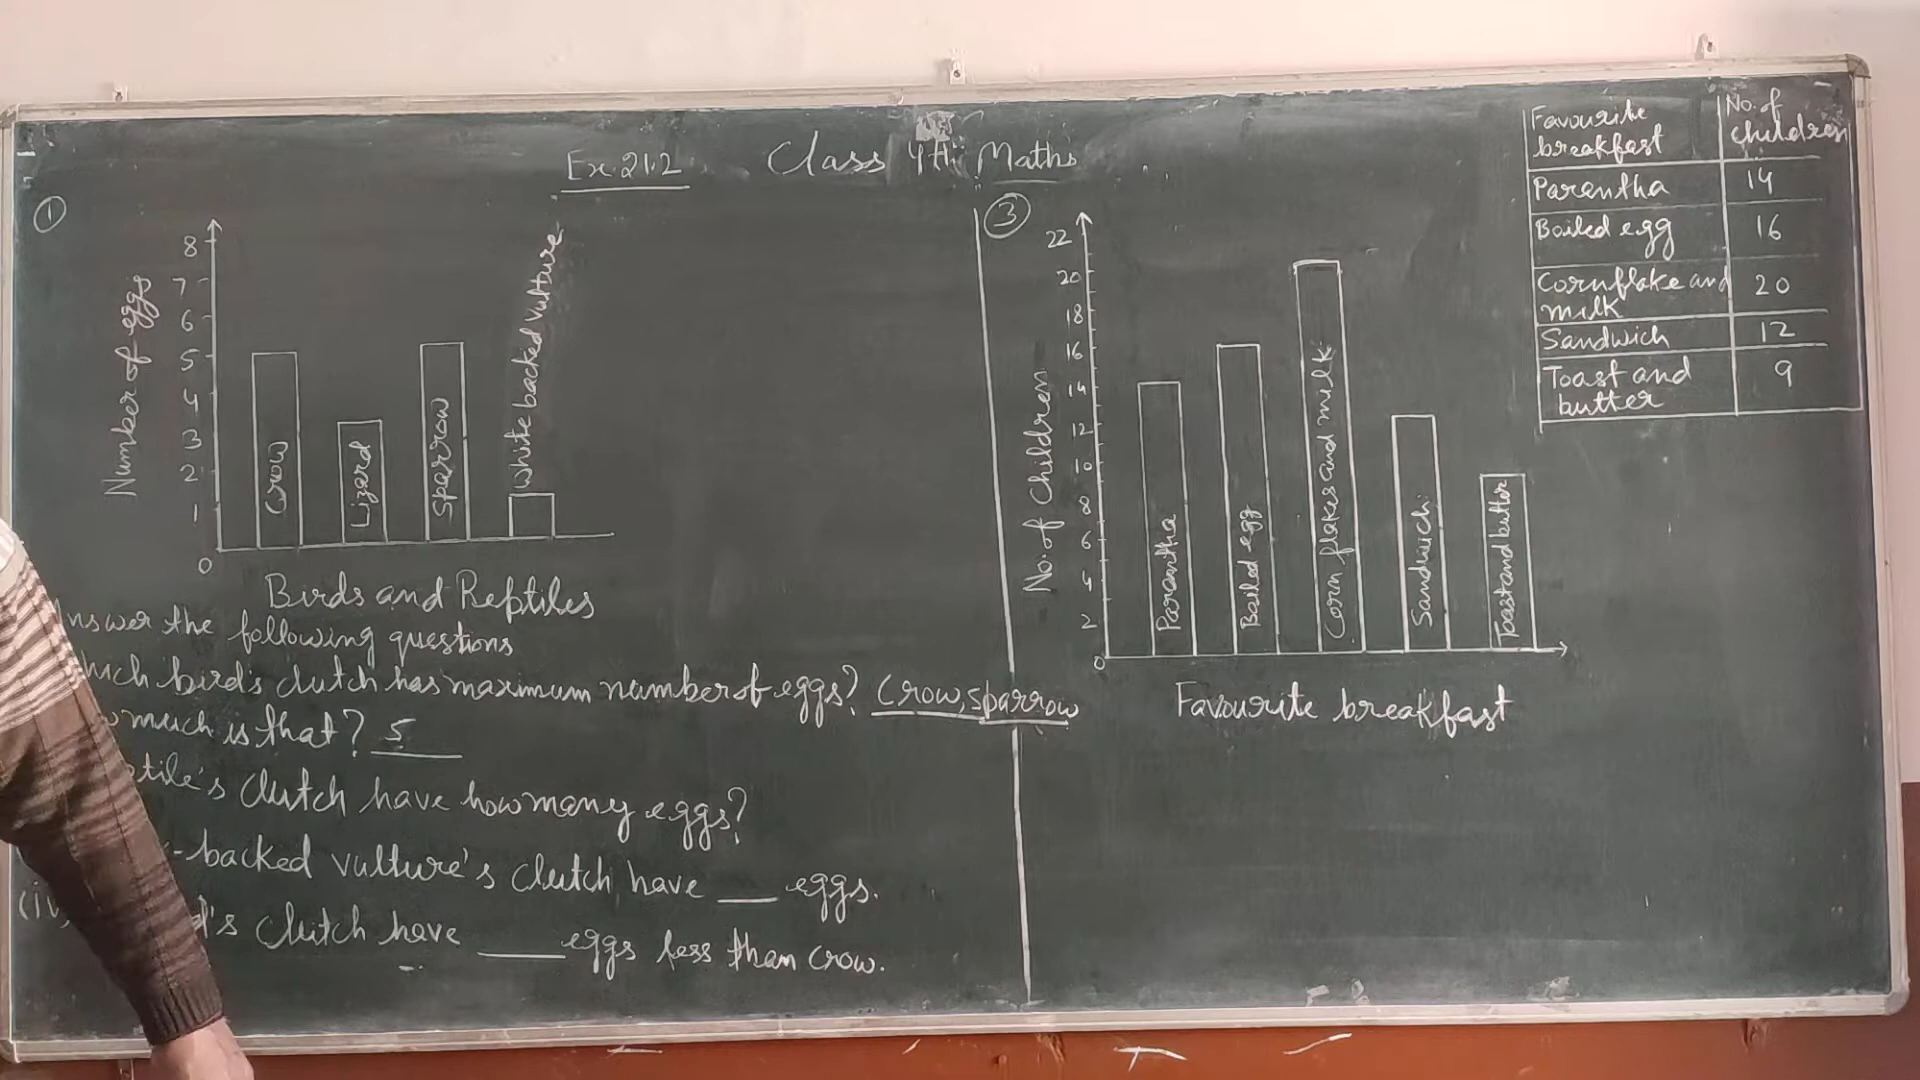 Ex. 21.2 Class 4th Maths
①
Number of eggs
8
7
6
5
4
3
2
1
0
Crow
Lizard
Sparrow
White backed vulture
Birds and Reptiles
nswer the following questions
hich bird's clutch has maximum number of eggs? Crow, sparrow
much is that? 5
tile's clutch have how many eggs?
-backed vulture's clutch have ___ eggs.
(iv) d's clutch have ___ eggs less than crow.
③
No. of Children
22
20
18
16
14
12
10
8
6
4
2
0
Parantha
Boiled egg
Corn flakes and milk
Sandwich
Toast and butter
Favourite breakfast
Favourite breakfast No. of children
Parantha 14
Boiled egg 16
Cornflake and milk 20
Sandwich 12
Toast and butter 9